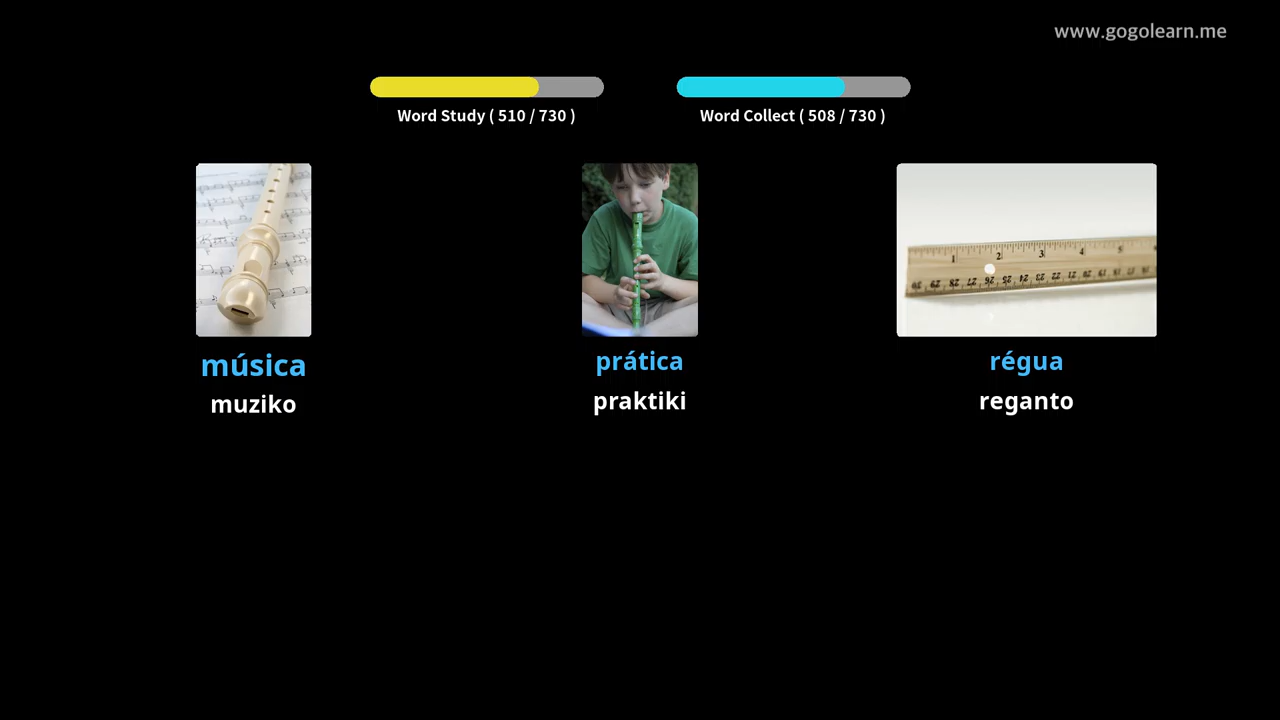 www.gogolearn.me
Word Study ( 510 / 730 )
Word Collect ( 508 / 730 )
música
prática
régua
muziko
praktiki
reganto